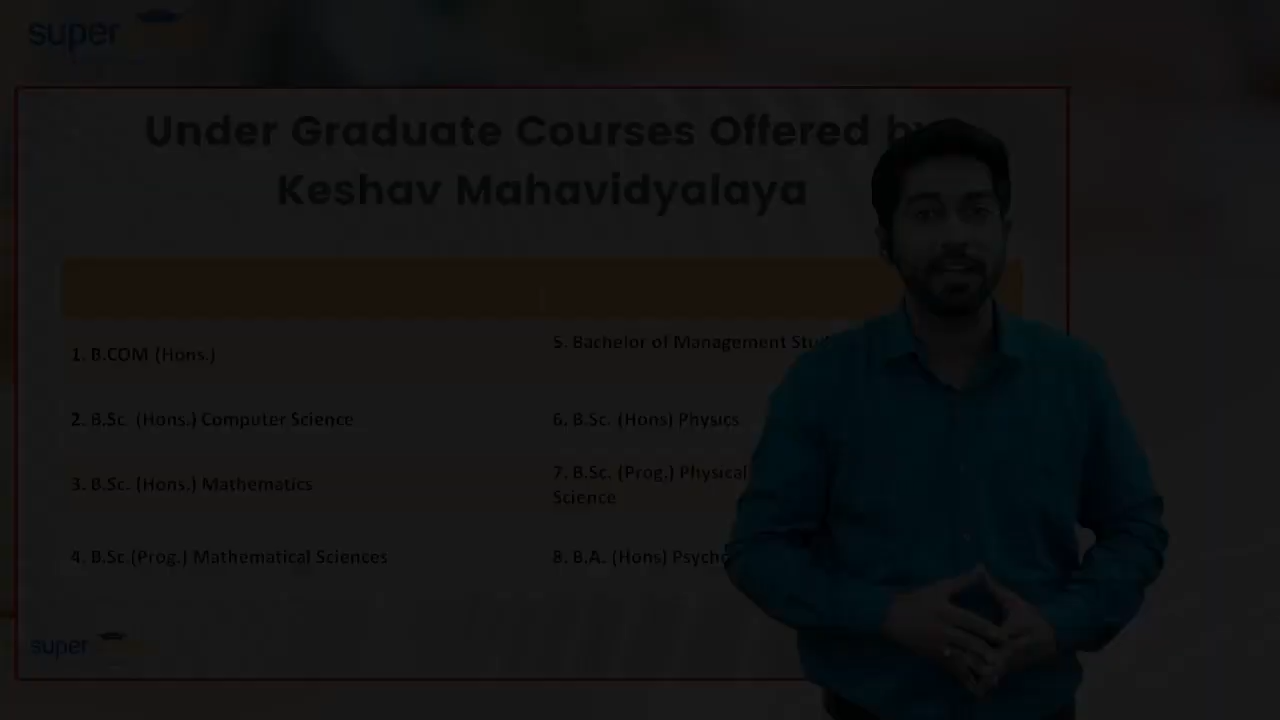 super
Under Graduate Courses Offered by
Keshav Mahavidyalaya
1. B.COM (Hons.)
5. Bachelor of Management
2. B.Sc. (Hons.) Computer Science
6. B.Sc. (Hons) Physics
3. B.Sc. (Hons.) Mathematics
7. B.Sc. (Prog.) Physical
Science
4. B.Sc.(Prog.) Mathematical Sciences
8. B.A. (Hons)
super